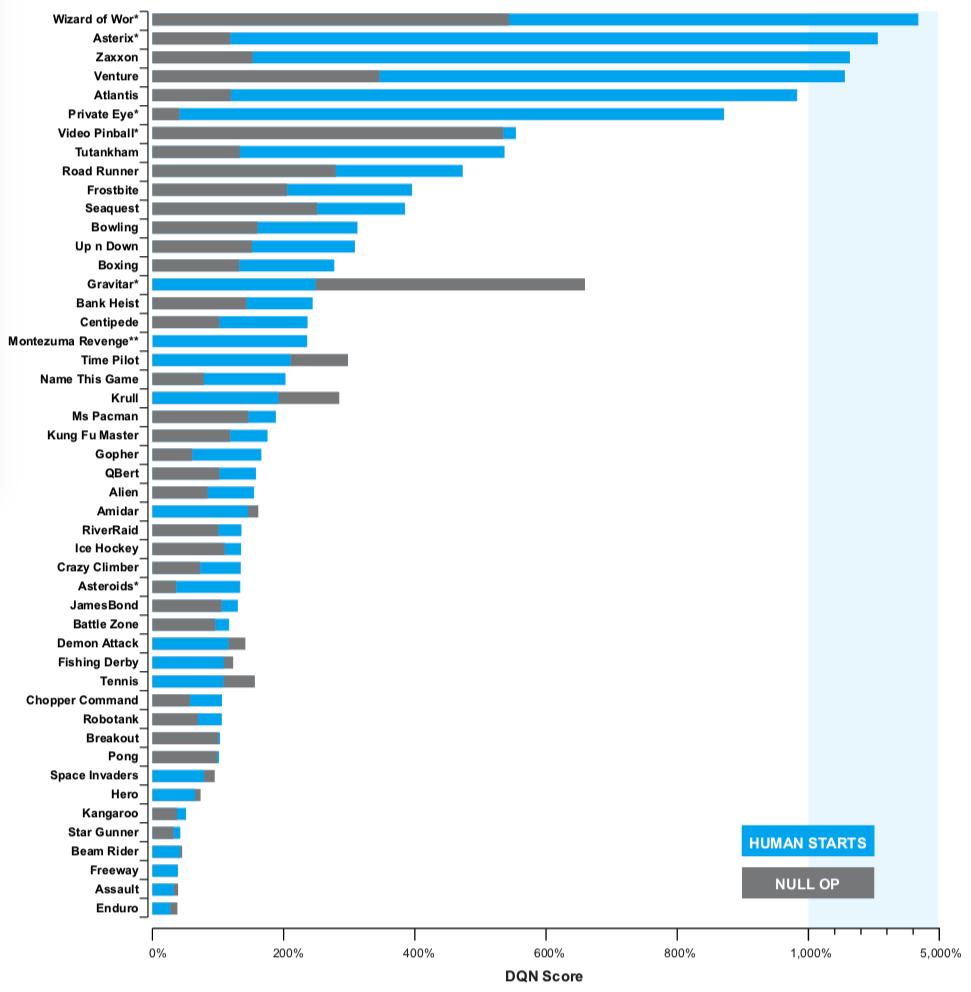 Wizard of Wor*
Asterix*
Zaxxon
Venture
Atlantis
Private Eye*
Video Pinball*
Tutankham
Road Runner
Frostbite
Seaquest
Bowling
Up n Down
Boxing
Gravitar*
Bank Heist
Centipede
Montezuma Revenge**
Time Pilot
Name This Game
Krull
Ms Pacman
Kung Fu Master
Gopher
QBert
Alien
Amidar
RiverRaid
Ice Hockey
Crazy Climber
Asteroids*
JamesBond
Battle Zone
Demon Attack
Fishing Derby
Tennis
Chopper Command
Robotank
Breakout
Pong
Space Invaders
Hero
Kangaroo
Star Gunner
Beam Rider
Freeway
Assault
Enduro
HUMAN STARTS
NULL OP
0% 200% 400% 600% 800% 1,000% 5,000%
DQN Score